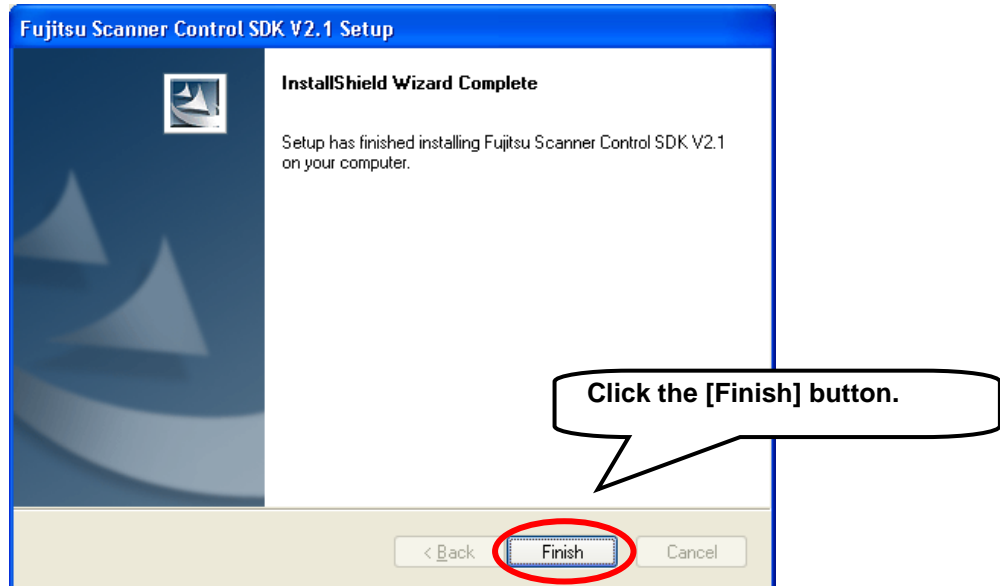 Fujitsu Scanner Control SDK V2.1 Setup
InstallShield Wizard Complete
Setup has finished installing Fujitsu Scanner Control SDK V2.1
on your computer.
Click the [Finish] button.
< Back Finish Cancel